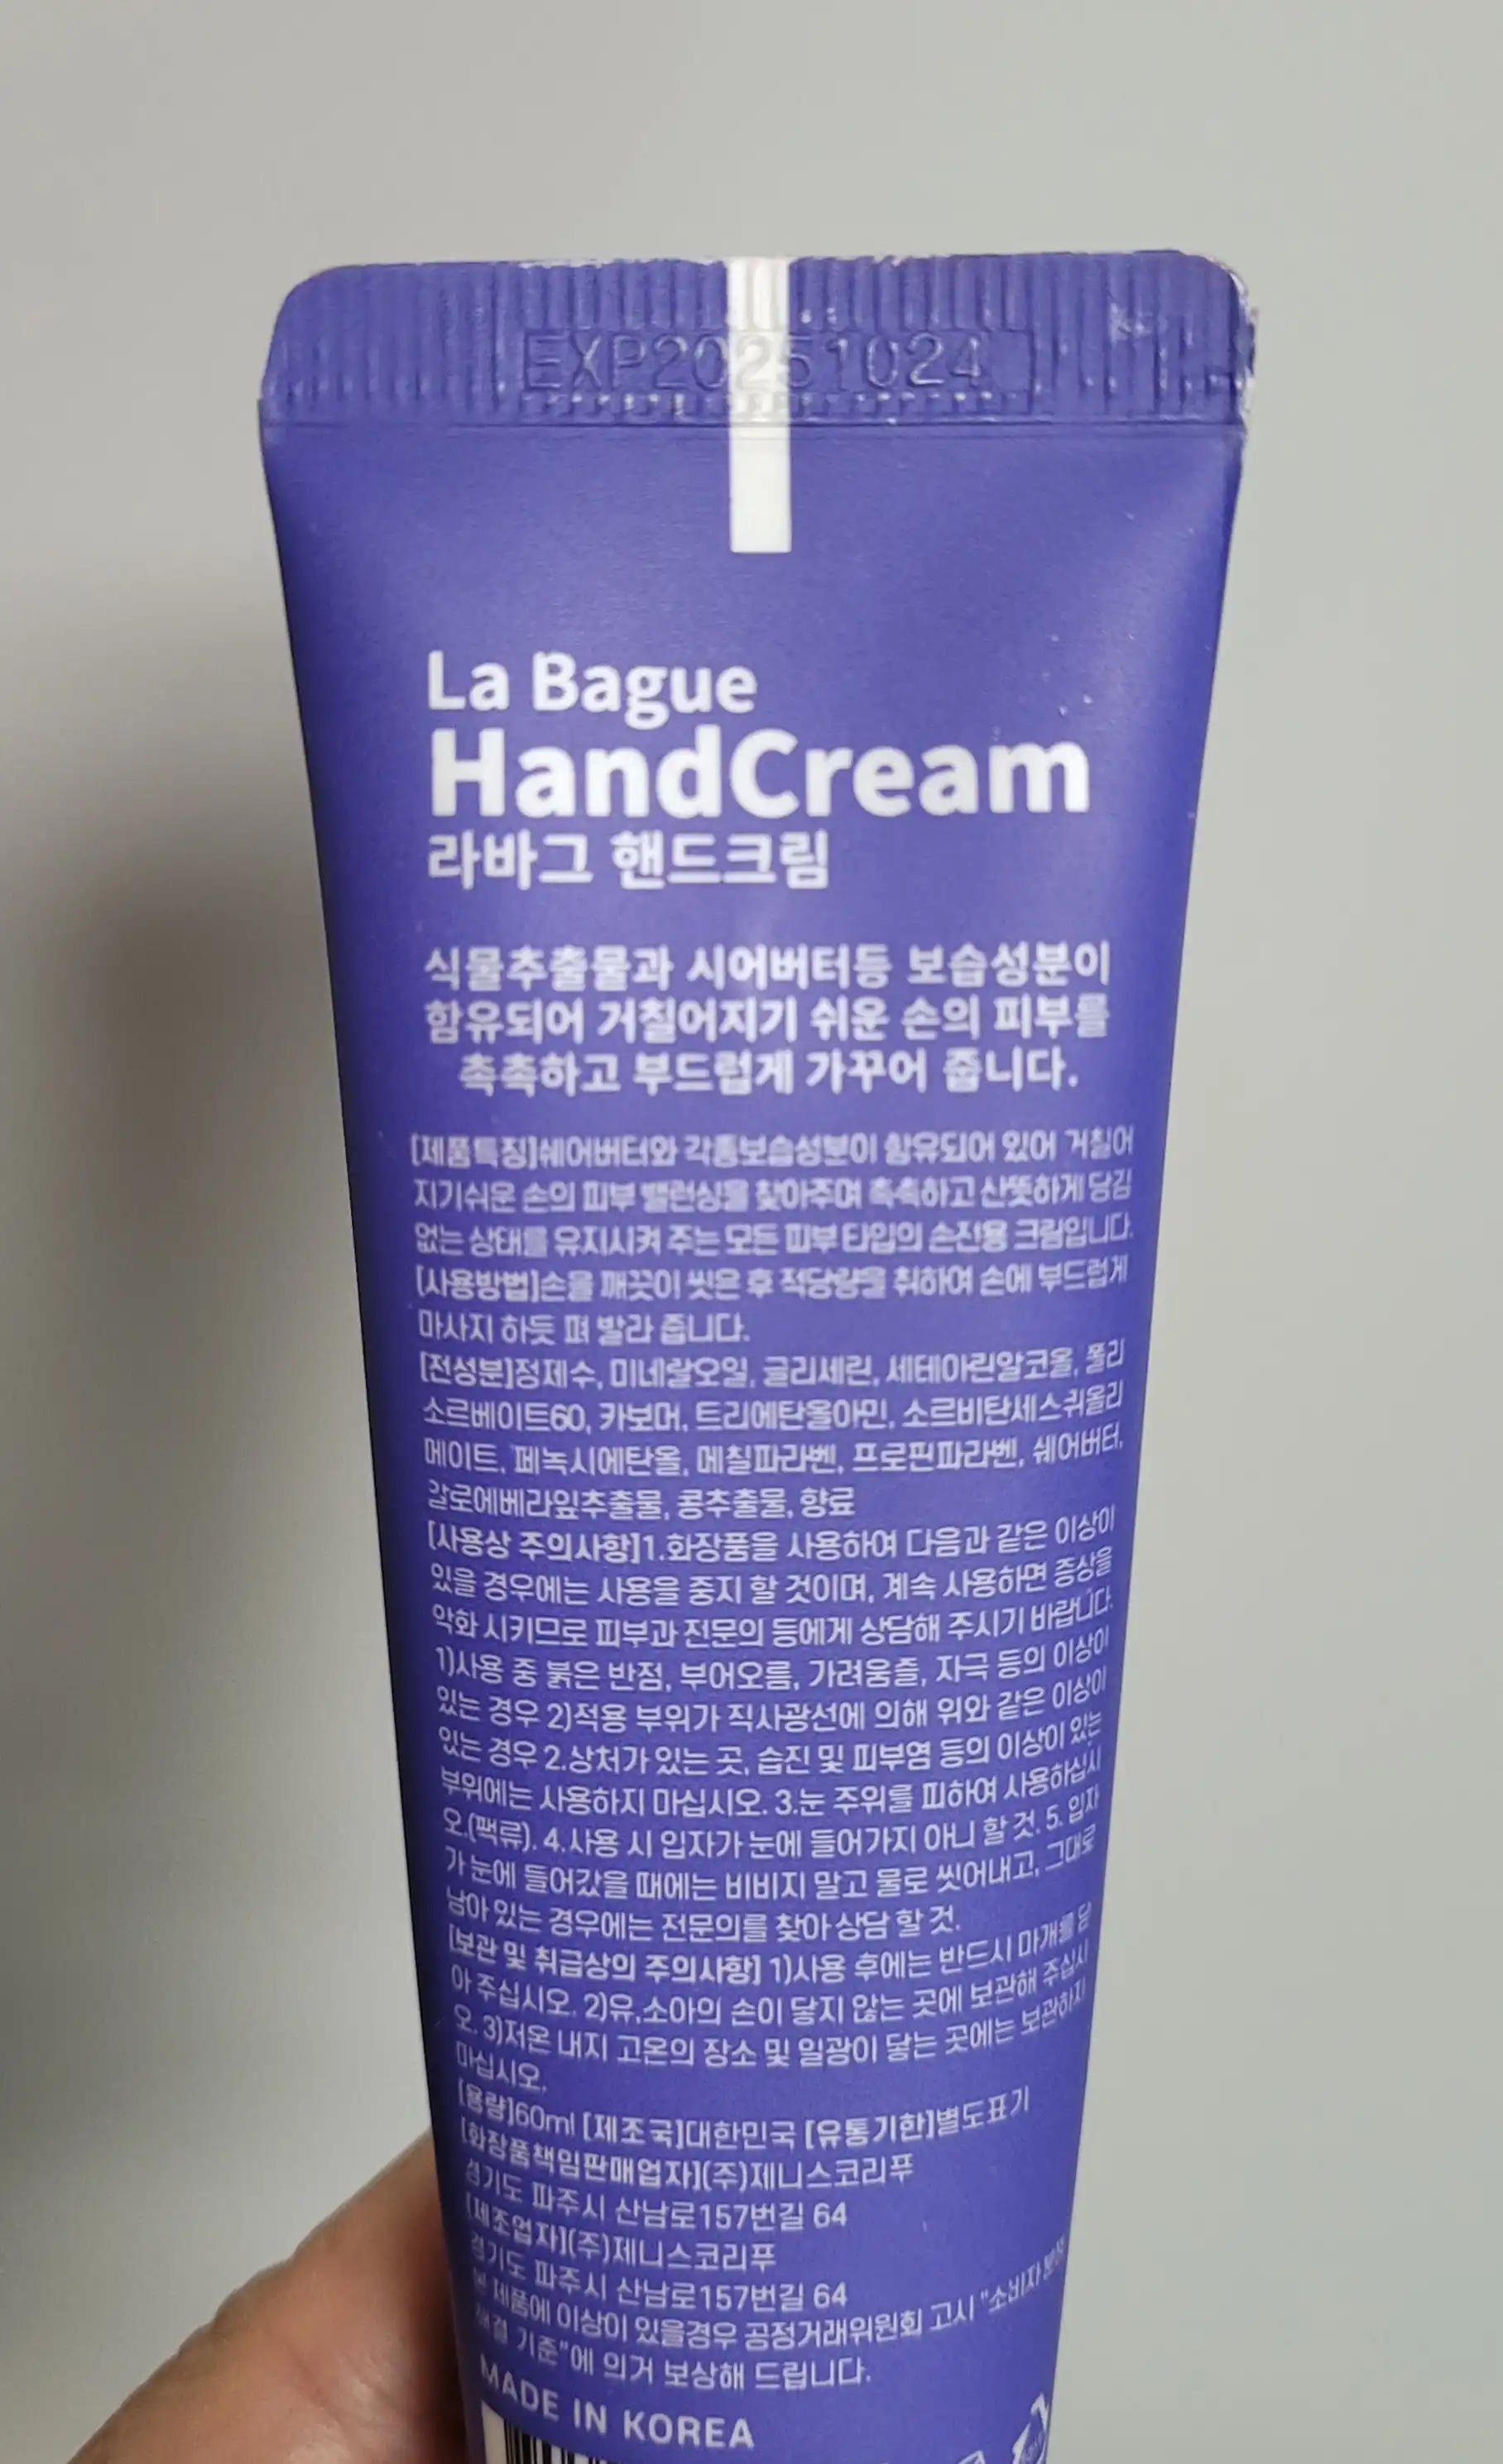 EXP20251024
La Bague
HandCream
라바그 핸드크림
식물추출물과 시어버터등 보습성분이
함유되어 거칠어지기 쉬운 손의 피부를
촉촉하고 부드럽게 가꾸어 줍니다.
[제품특징]쉐어버터와 각종보습성분이 함유되어 있어 거칠어
지기쉬운 손의 피부 밸런싱을 찾아주며 촉촉하고 산뜻하게 당김
없는 상태를 유지시켜 주는 모든 피부 타입의 손전용 크림입니다.
[사용방법]손을 깨끗이 씻은 후 적당량을 취하여 손에 부드럽게
마사지 하듯 펴 발라 줍니다.
[전성분]정제수, 미네랄오일, 글리세린, 세테아린알코올, 폴리
소르베이트60, 카보머, 트리에탄올아민, 소르비탄세스퀴올리
메이트, 페녹시에탄올, 메칠파라벤, 프로핀파라벤, 쉐어버터,
알로에베라잎추출물, 콩추출물, 향료
[사용상 주의사항]1.화장품을 사용하여 다음과 같은 이상이
있을 경우에는 사용을 중지 할 것이며, 계속 사용하면 증상을
악화 시키므로 피부과 전문의 등에게 상담해 주시기 바랍니다.
1)사용 중 붉은 반점, 부어오름, 가려움즐, 자극 등의 이상이
있는 경우 2)적용 부위가 직사광선에 의해 위와 같은 이상이
있는 경우 2.상처가 있는 곳, 습진 및 피부염 등의 이상이 있는
부위에는 사용하지 마십시오. 3.눈 주위를 피하여 사용하십시
오.(팩류). 4.사용 시 입자가 눈에 들어가지 아니 할 것. 5. 입자
가 눈에 들어갔을 때에는 비비지 말고 물로 씻어내고, 그대로
남아 있는 경우에는 전문의를 찾아 상담 할 것.
[보관 및 취급상의 주의사항] 1)사용 후에는 반드시 마개를 닫
아 주십시오. 2)유,소아의 손이 닿지 않는 곳에 보관해 주십시
오. 3)저온 내지 고온의 장소 및 일광이 닿는 곳에는 보관하지
마십시오.
[용량]60ml [제조국]대한민국 [유통기한]별도표기
[화장품책임판매업자](주)제니스코리푸
경기도 파주시 산남로157번길 64
[제조업자](주)제니스코리푸
경기도 파주시 산남로157번길 64
본 제품에 이상이 있을경우 공정거래위원회 고시 "소비자 분쟁
해결 기준"에 의거 보상해 드립니다.
MADE IN KOREA